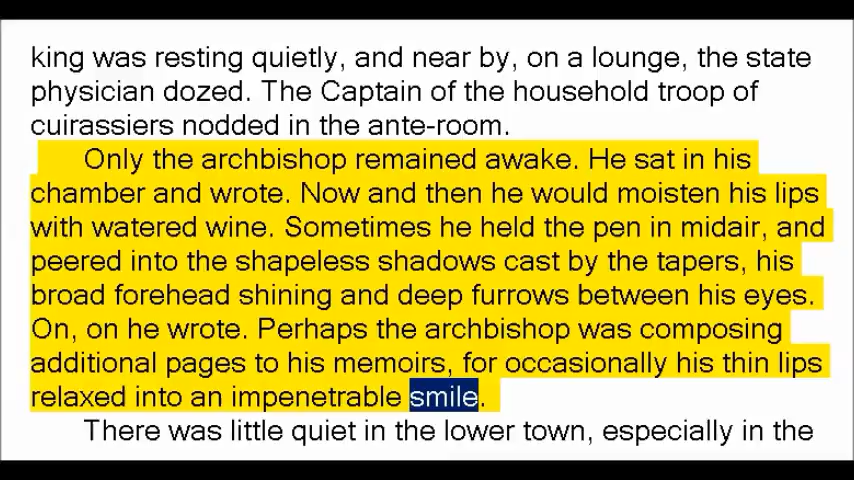 king was resting quietly, and near by, on a lounge, the state
physician dozed. The Captain of the household troop of
cuirassiers nodded in the ante-room.
Only the archbishop remained awake. He sat in his
chamber and wrote. Now and then he would moisten his lips
with watered wine. Sometimes he held the pen in midair, and
peered into the shapeless shadows cast by the tapers, his
broad forehead shining and deep furrows between his eyes.
On, on he wrote. Perhaps the archbishop was composing
additional pages to his memoirs, for occasionally his thin lips
relaxed into an impenetrable smile.
There was little quiet in the lower town, especially in the